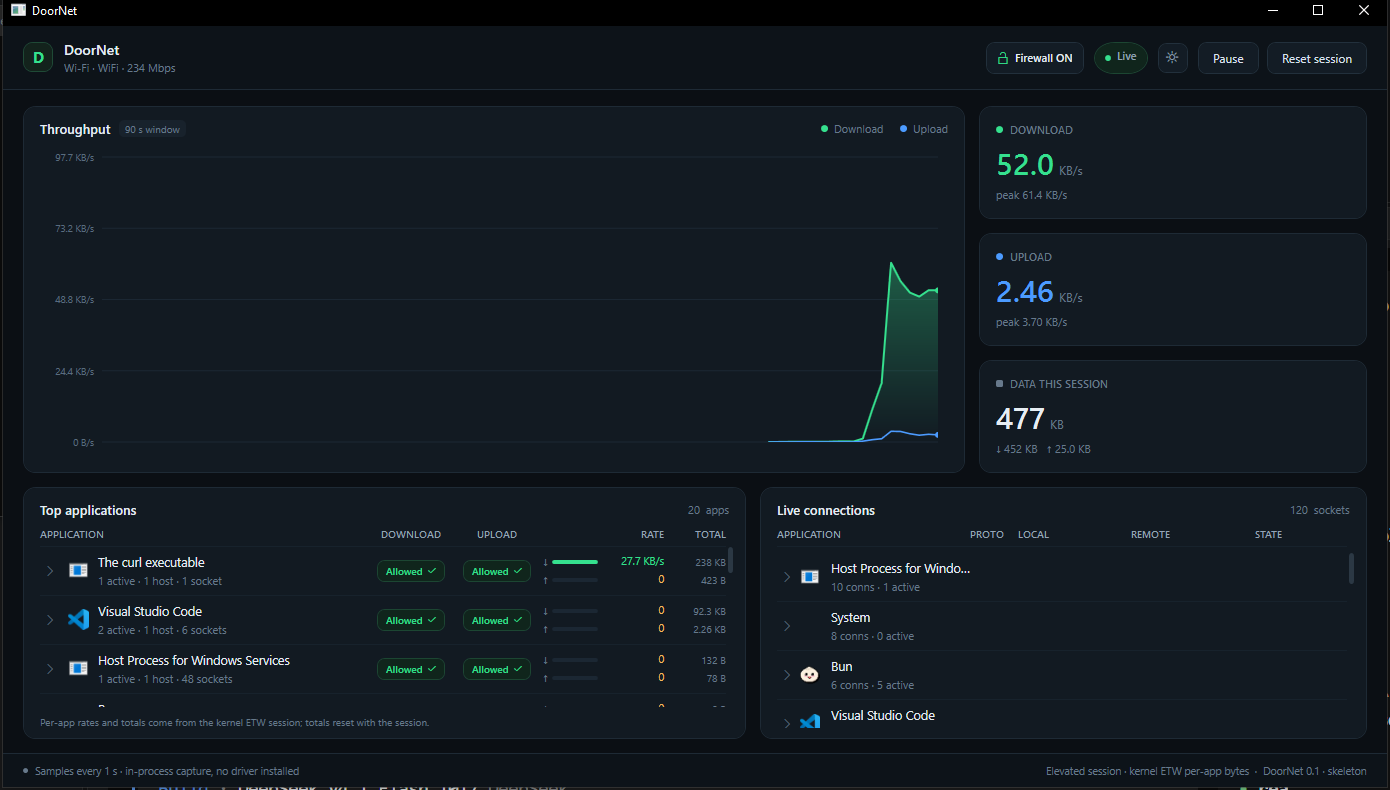 DoorNet
D
DoorNet
Wi-Fi · WiFi · 234 Mbps
Firewall ON
Live
Pause
Reset session
Throughput 90 s window
Download Upload
97.7 KB/s
73.2 KB/s
48.8 KB/s
24.4 KB/s
0 B/s
DOWNLOAD
52.0 KB/s
peak 61.4 KB/s
UPLOAD
2.46 KB/s
peak 3.70 KB/s
DATA THIS SESSION
477 KB
↓ 452 KB ↑ 25.0 KB
Top applications 20 apps
APPLICATION DOWNLOAD UPLOAD RATE TOTAL
The curl executable
1 active · 1 host · 1 socket
Allowed ✓ Allowed ✓
↓ 27.7 KB/s 238 KB
↑ 0 423 B
Visual Studio Code
2 active · 1 host · 6 sockets
Allowed ✓ Allowed ✓
↓ 0 92.3 KB
↑ 0 2.26 KB
Host Process for Windows Services
1 active · 1 host · 48 sockets
Allowed ✓ Allowed ✓
↓ 0 132 B
↑ 0 78 B
Per-app rates and totals come from the kernel ETW session; totals reset with the session.
Live connections 120 sockets
APPLICATION PROTO LOCAL REMOTE STATE
Host Process for Windo...
10 conns · 1 active
System
8 conns · 0 active
Bun
6 conns · 5 active
Visual Studio Code
Samples every 1 s · in-process capture, no driver installed
Elevated session · kernel ETW per-app bytes · DoorNet 0.1 · skeleton